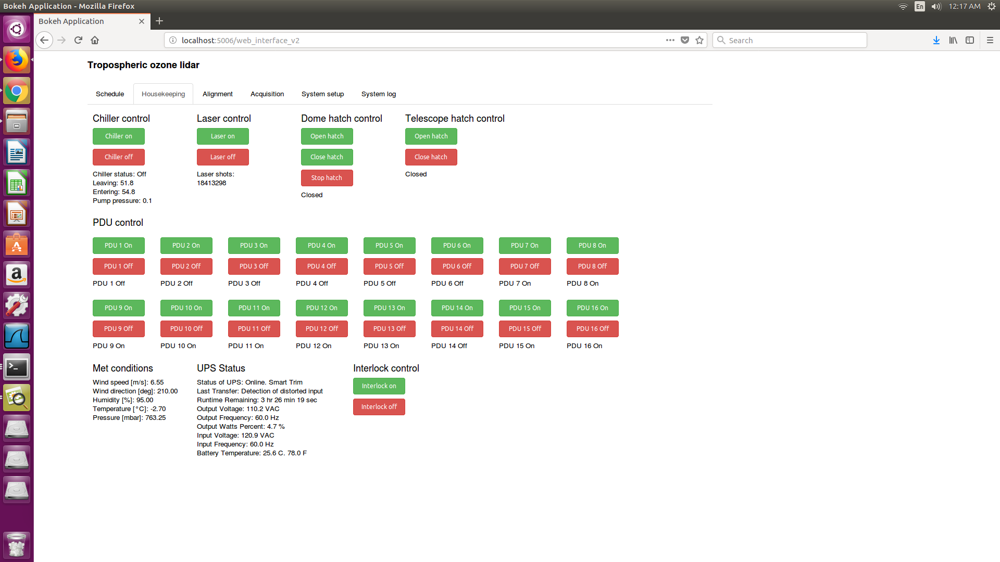 Bokeh Application - Mozilla Firefox
En
12:17 AM
Bokeh Application
localhost:5006/web_interface_v2
Search
Tropospheric ozone lidar
Schedule
Housekeeping
Alignment
Acquisition
System setup
System log
Chiller control
Chiller on
Chiller off
Chiller status: Off
Leaving: 51.8
Entering: 54.8
Pump pressure: 0.1
Laser control
Laser on
Laser off
Laser shots:
18413298
Dome hatch control
Open hatch
Close hatch
Stop hatch
Closed
Telescope hatch control
Open hatch
Close hatch
Closed
PDU control
PDU 1 On
PDU 2 On
PDU 3 On
PDU 4 On
PDU 5 On
PDU 6 On
PDU 7 On
PDU 8 On
PDU 1 Off
PDU 2 Off
PDU 3 Off
PDU 4 Off
PDU 5 Off
PDU 6 Off
PDU 7 Off
PDU 8 Off
PDU 1 Off
PDU 2 Off
PDU 3 Off
PDU 4 Off
PDU 5 Off
PDU 6 Off
PDU 7 On
PDU 8 On
PDU 9 On
PDU 10 On
PDU 11 On
PDU 12 On
PDU 13 On
PDU 14 On
PDU 15 On
PDU 16 On
PDU 9 Off
PDU 10 Off
PDU 11 Off
PDU 12 Off
PDU 13 Off
PDU 14 Off
PDU 15 Off
PDU 16 Off
PDU 9 On
PDU 10 On
PDU 11 On
PDU 12 On
PDU 13 On
PDU 14 Off
PDU 15 On
PDU 16 On
Met conditions
Wind speed [m/s]: 6.55
Wind direction [deg]: 210.00
Humidity [%]: 95.00
Temperature [°C]: -2.70
Pressure [mbar]: 763.25
UPS Status
Status of UPS: Online. Smart Trim
Last Transfer: Detection of distorted input
Runtime Remaining: 3 hr 26 min 19 sec
Output Voltage: 110.2 VAC
Output Frequency: 60.0 Hz
Output Watts Percent: 4.7 %
Input Voltage: 120.9 VAC
Input Frequency: 60.0 Hz
Battery Temperature: 25.6 C. 78.0 F
Interlock control
Interlock on
Interlock off